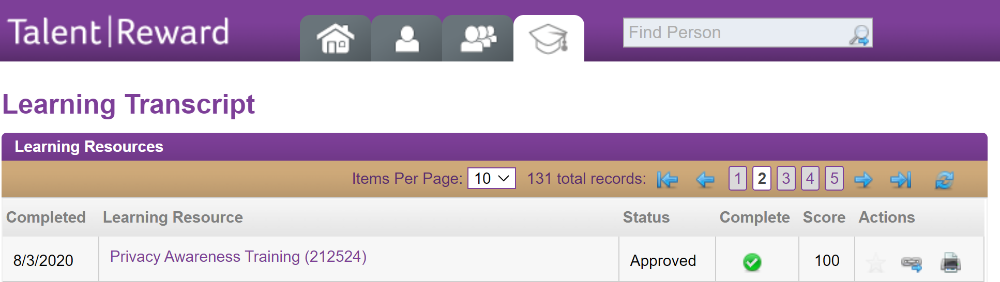 Talent|Reward
Find Person
Learning Transcript
Learning Resources
Items Per Page: 10 131 total records: 1 2 3 4 5
Completed Learning Resource Status Complete Score Actions
8/3/2020 Privacy Awareness Training (212524) Approved 100